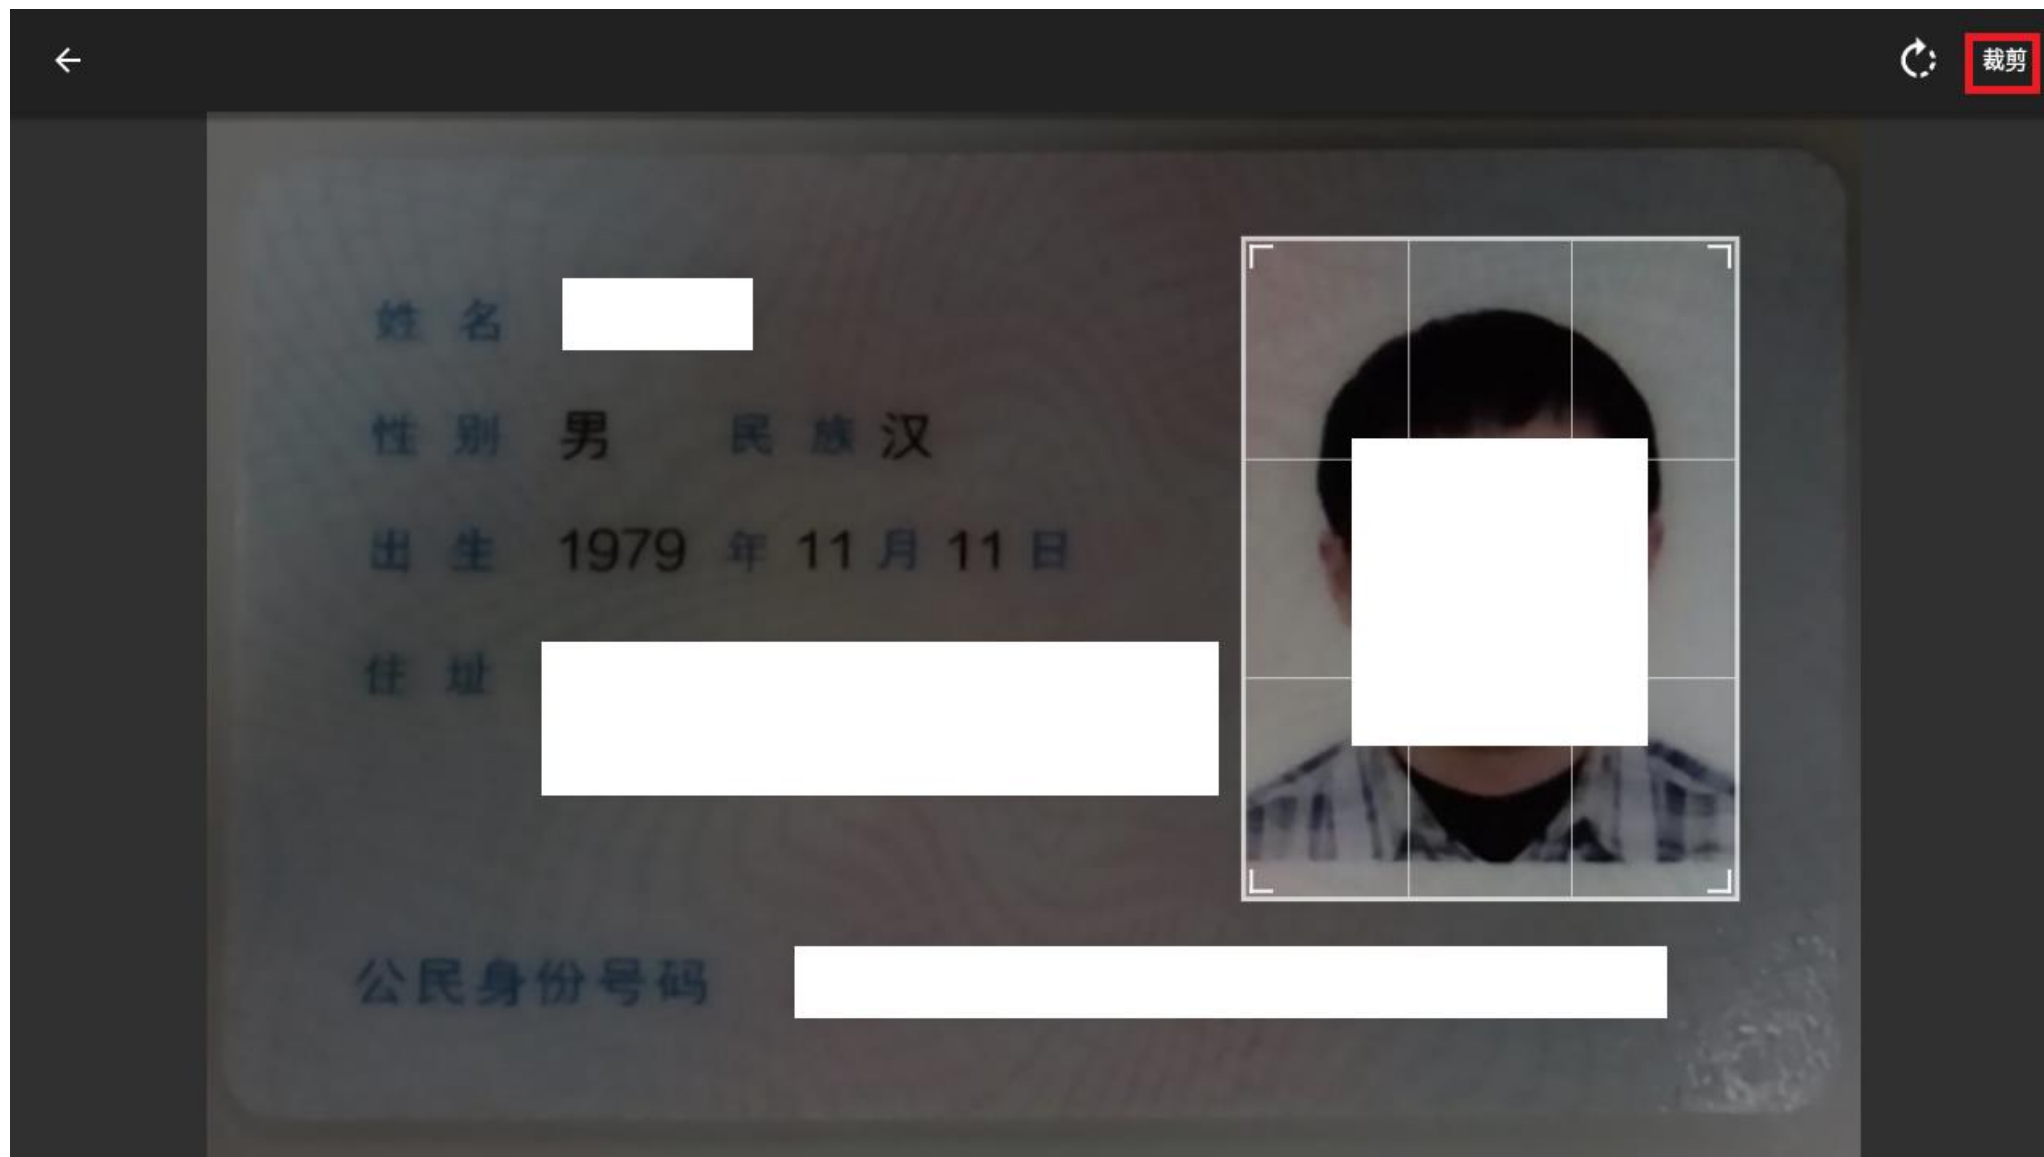 裁剪
姓名
性别 男 民族 汉
出生 1979 年 11 月 11 日
住址
公民身份号码